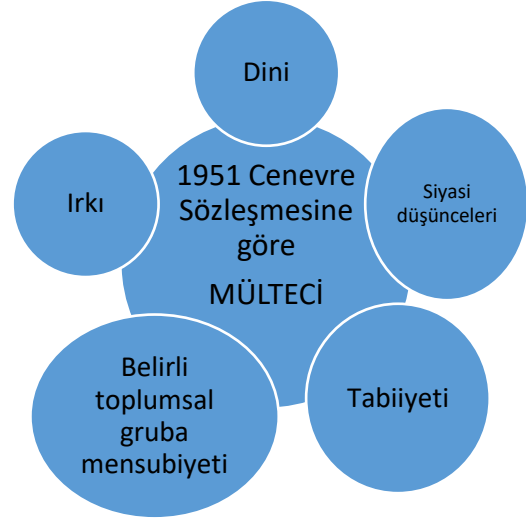 Dini
1951 Cenevre
Sözleşmesine
göre
MÜLTECİ
Irkı
Siyasi
düşünceleri
Belirli
toplumsal
gruba
mensubiyeti
Tabiiyeti